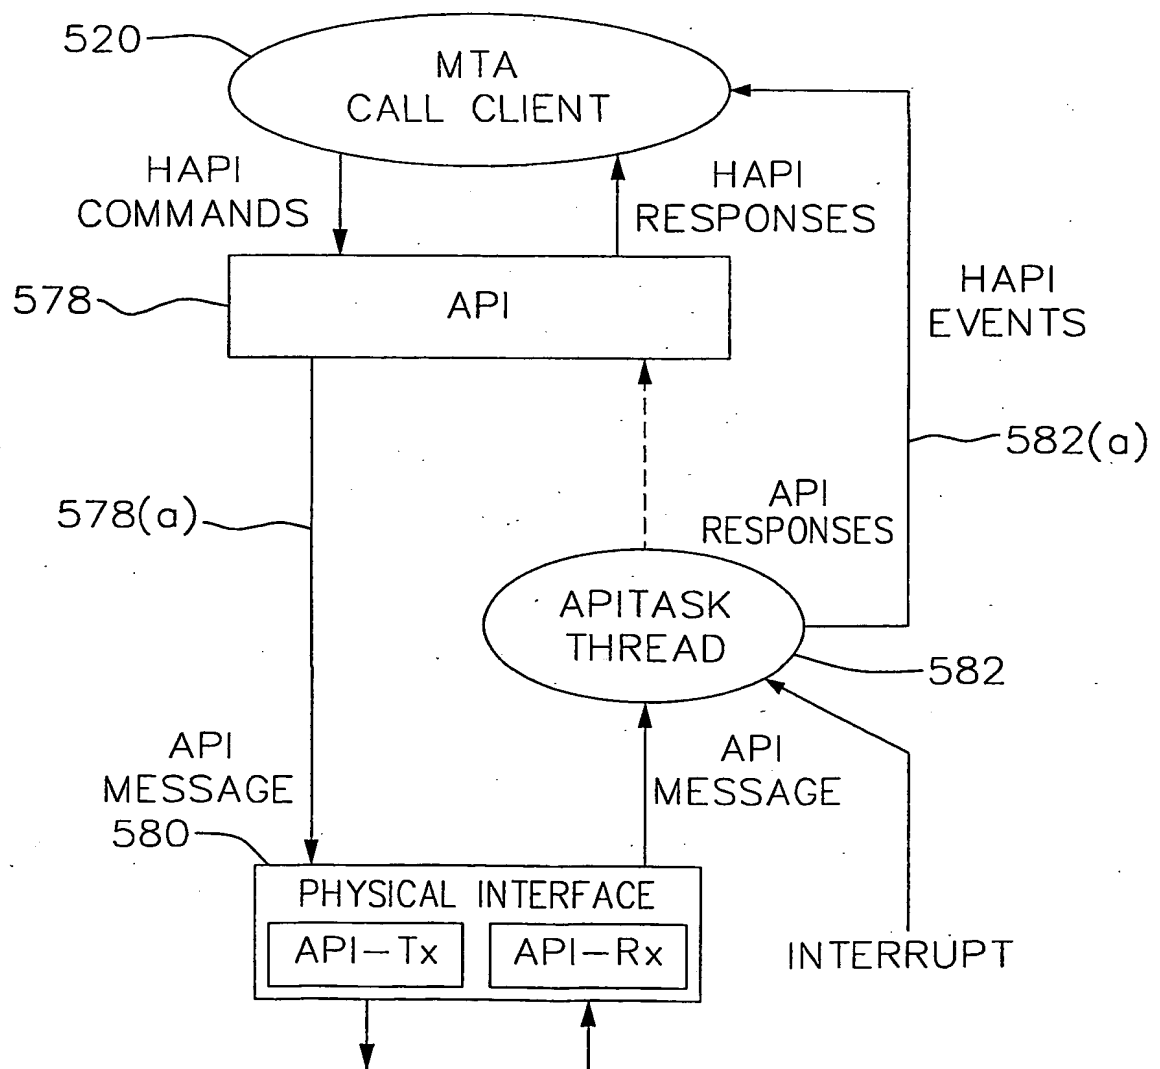 520
MTA
CALL CLIENT
HAPI
COMMANDS
HAPI
RESPONSES
578
API
HAPI
EVENTS
582(a)
578(a)
API
RESPONSES
APITASK
THREAD
582
API
MESSAGE
API
MESSAGE
580
PHYSICAL INTERFACE
API-Tx
API-Rx
INTERRUPT